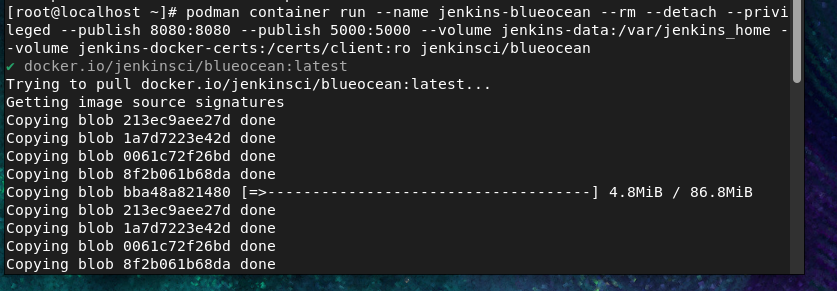 [root@localhost ~]# podman container run --name jenkins-blueocean --rm --detach --privi
leged --publish 8080:8080 --publish 5000:5000 --volume jenkins-data:/var/jenkins_home -
-volume jenkins-docker-certs:/certs/client:ro jenkinsci/blueocean
✔ docker.io/jenkinsci/blueocean:latest
Trying to pull docker.io/jenkinsci/blueocean:latest...
Getting image source signatures
Copying blob 213ec9aee27d done
Copying blob 1a7d7223e42d done
Copying blob 0061c72f26bd done
Copying blob 8f2b061b68da done
Copying blob bba48a821480 [=>------------------------------------] 4.8MiB / 86.8MiB
Copying blob 213ec9aee27d done
Copying blob 1a7d7223e42d done
Copying blob 0061c72f26bd done
Copying blob 8f2b061b68da done